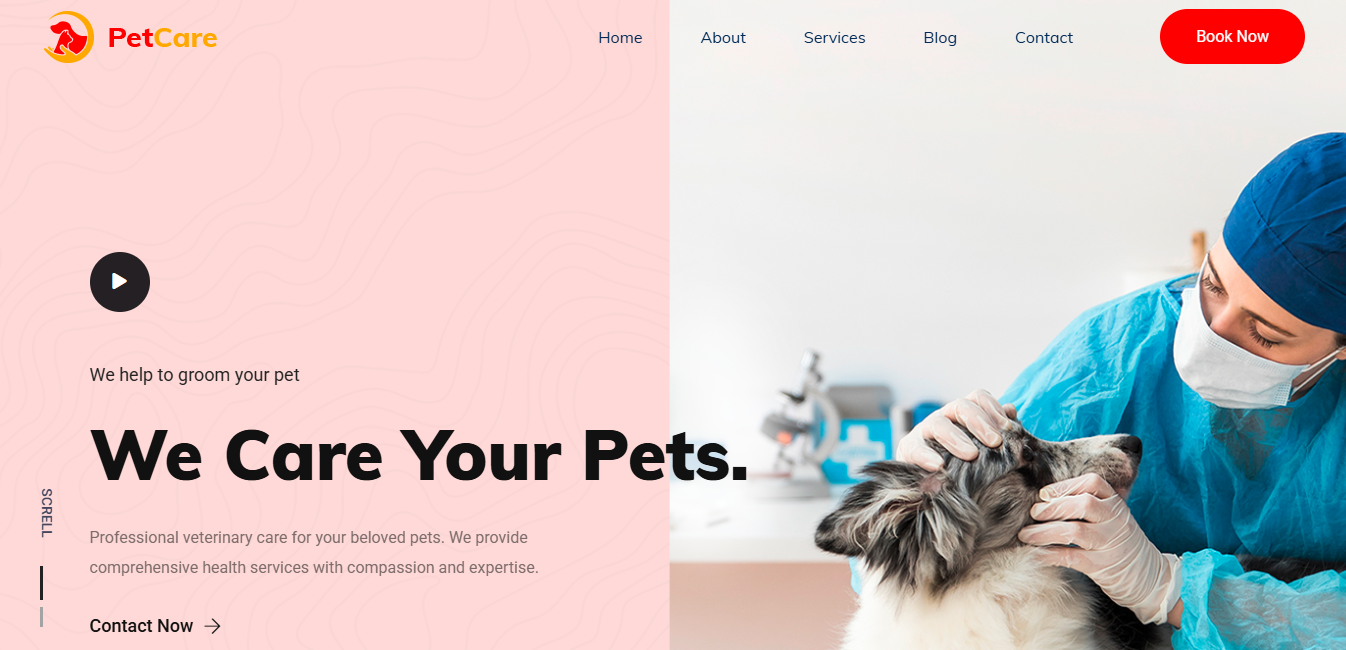 PetCare
Home
About
Services
Blog
Contact
Book Now
We help to groom your pet
We Care Your Pets.
SCRELL
Professional veterinary care for your beloved pets. We provide
comprehensive health services with compassion and expertise.
Contact Now